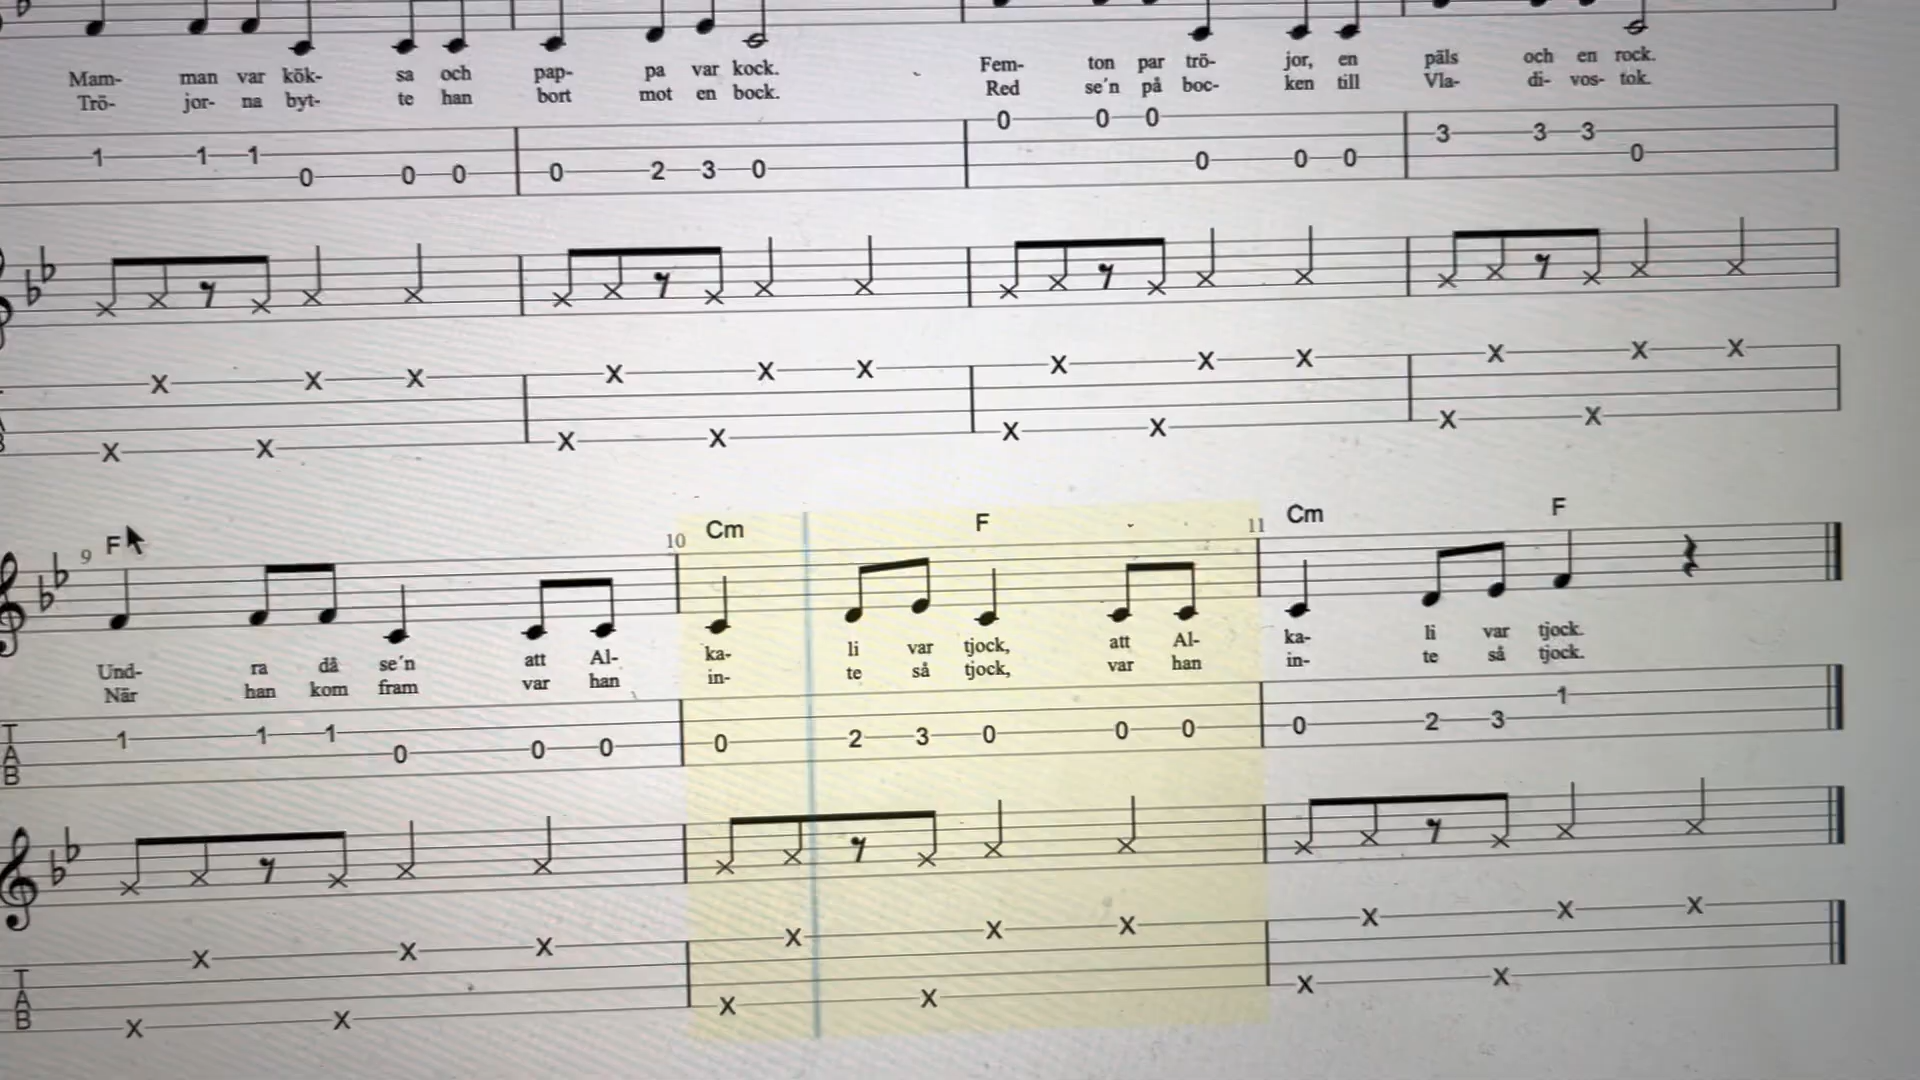 Mam- man var kök- sa och pap- pa var kock. Fem- ton par trö- jor, en päls och en rock.
Trö- jor- na byt- te han bort mot en bock. Red se'n på boc- ken till Vla- di- vos- tok.
0 0 0
3 3 3
1 1 1
0 0 0 0 2 3 0 0 0 0 0
X X X X X X X X X X X X
X X X X X X X X
9 F 10 Cm F 11 Cm F
Und- ra då se'n att Al- ka- li var tjock, att Al- ka- li var tjock.
När han kom fram var han in- te så tjock, var han in- te så tjock.
T
A
B
1 1 1 0 0 0 0 2 3 0 0 0 0 2 3 1
X X X X X X X X X
T
A
B
X X X X X X